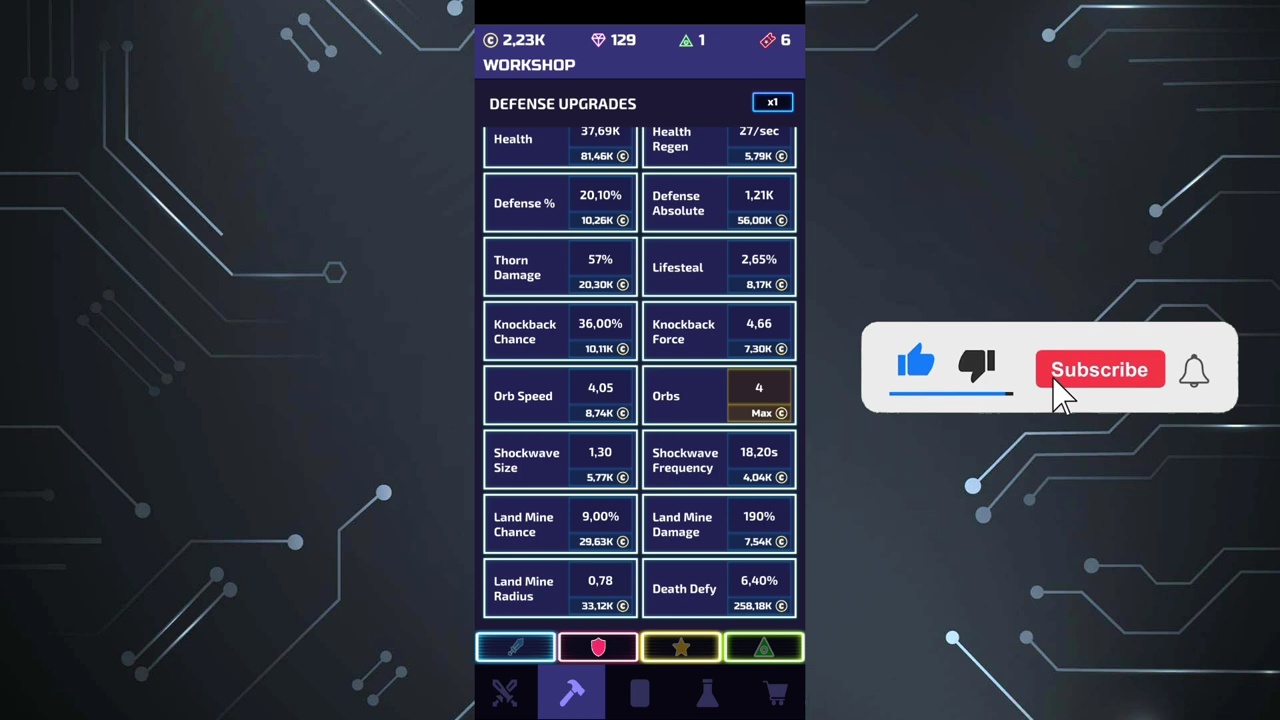 2,23K 129 1 6
WORKSHOP
DEFENSE UPGRADES x1
Health 37,69K 81,46K
Health Regen 27/sec 5,79K
Defense % 20,10% 10,26K
Defense Absolute 1,21K 56,00K
Thorn Damage 57% 20,30K
Lifesteal 2,65% 8,17K
Knockback Chance 36,00% 10,11K
Knockback Force 4,66 7,30K
Orb Speed 4,05 8,74K
Orbs 4 Max
Shockwave Size 1,30 5,77K
Shockwave Frequency 18,20s 4,04K
Land Mine Chance 9,00% 29,63K
Land Mine Damage 190% 7,54K
Land Mine Radius 0,78 33,12K
Death Defy 6,40% 258,18K
Subscribe